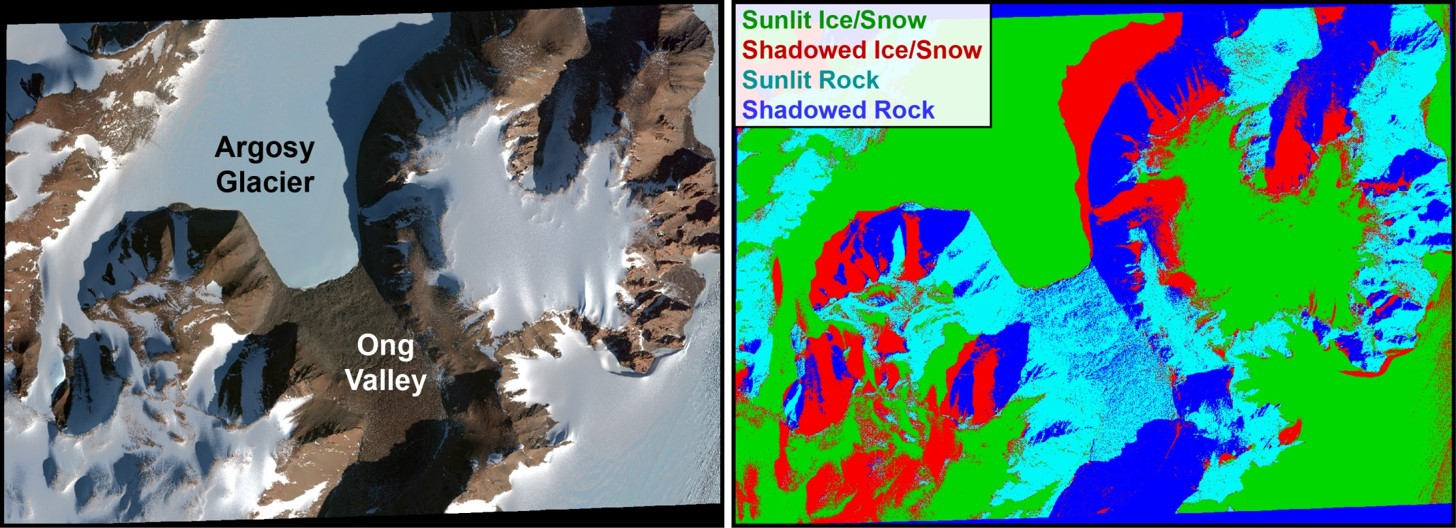 Argosy
Glacier
Ong
Valley
Sunlit Ice/Snow
Shadowed Ice/Snow
Sunlit Rock
Shadowed Rock